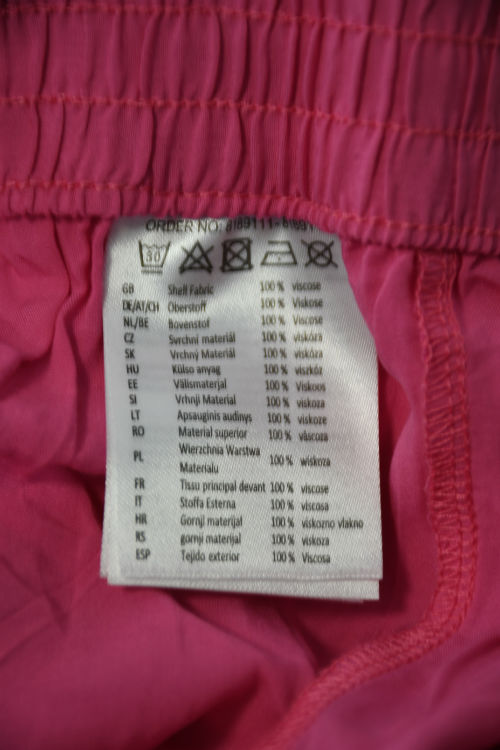 ORDER NO:
30
GB Shell Fabric 100 % viscose
DE/AT/CH Oberstoff 100 % Viskose
NL/BE Bovenstof 100 % Viscose
CZ Svrchní materiál 100 % viskóza
SK Vrchný Materiál 100 % viskóza
HU Külso anyag 100 % viszkóz
EE Välismaterjal 100 % Viskoos
SI Vrhnji Material 100 % viskoza
LT Apsauginis audinys 100 % viskoze
RO Material superior 100 % vâscoza
PL Wierzchnia Warstwa Materialu 100 % wiskoza
FR Tissu principal devant 100 % viscose
IT Stoffa Esterna 100 % viscosa
HR Gornji materijal 100 % viskozno vlakno
RS gornji materijal 100 % viskoza
ESP Tejido exterior 100 % Viscosa